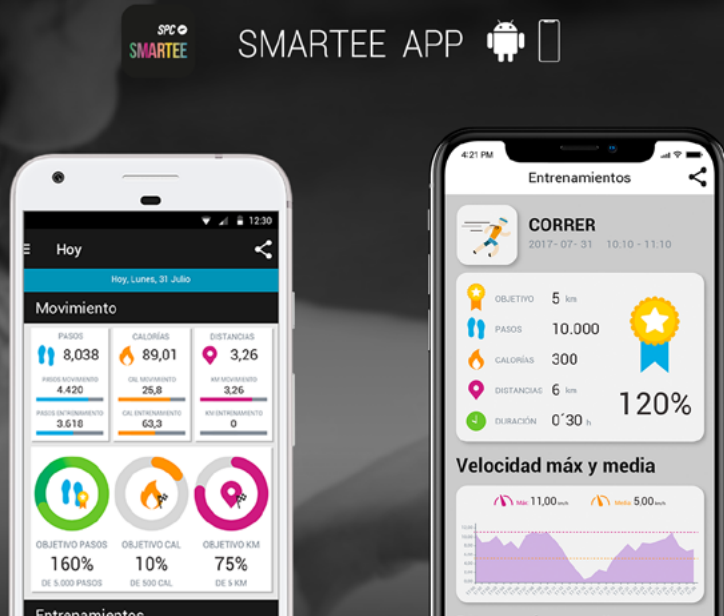 SPC
SMARTEE
SMARTEE APP
12:30
Hoy
Hoy, Lunes, 31 Julio
Movimiento
PASOS
8,038
PASOS MOVIMIENTO
4.420
PASOS ENTRENAMIENTO
3.618
CALORÍAS
89,01
CAL MOVIMIENTO
25,8
CAL ENTRENAMIENTO
63,3
DISTANCIAS
3,26
KM MOVIMIENTO
3,26
KM ENTRENAMIENTO
0
OBJETIVO PASOS
160%
DE 5.000 PASOS
OBJETIVO CAL
10%
DE 500 CAL
OBJETIVO KM
75%
DE 5 KM
Entrenamientos
4:21 PM
Entrenamientos
CORRER
2017-07-31 10:10 - 11:10
OBJETIVO 5 km
PASOS 10.000
CALORÍAS 300
DISTANCIAS 6 km
DURACIÓN 0´30 h
120%
Velocidad máx y media
Máx: 11,00 km/h
Media: 5,00 km/h